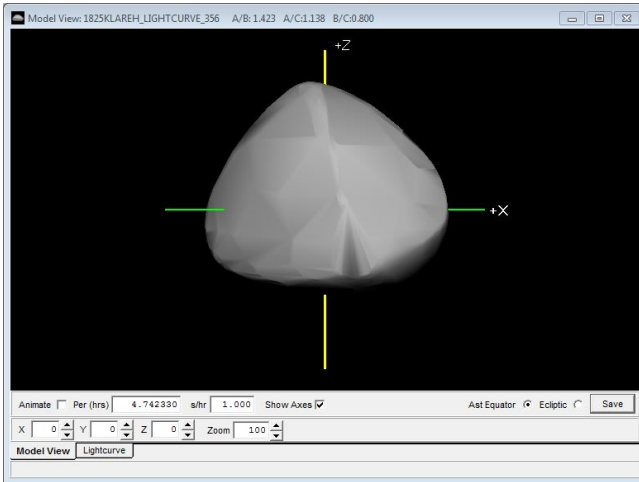 Model View: 1825KLAREH_LIGHTCURVE_356 A/B: 1.423 A/C:1.138 B/C:0.800
+Z
+X
Animate Per (hrs) 4.742330 s/hr 1.000 Show Axes Ast Equator Ecliptic Save
X 0 Y 0 Z 0 Zoom 100
Model View Lightcurve